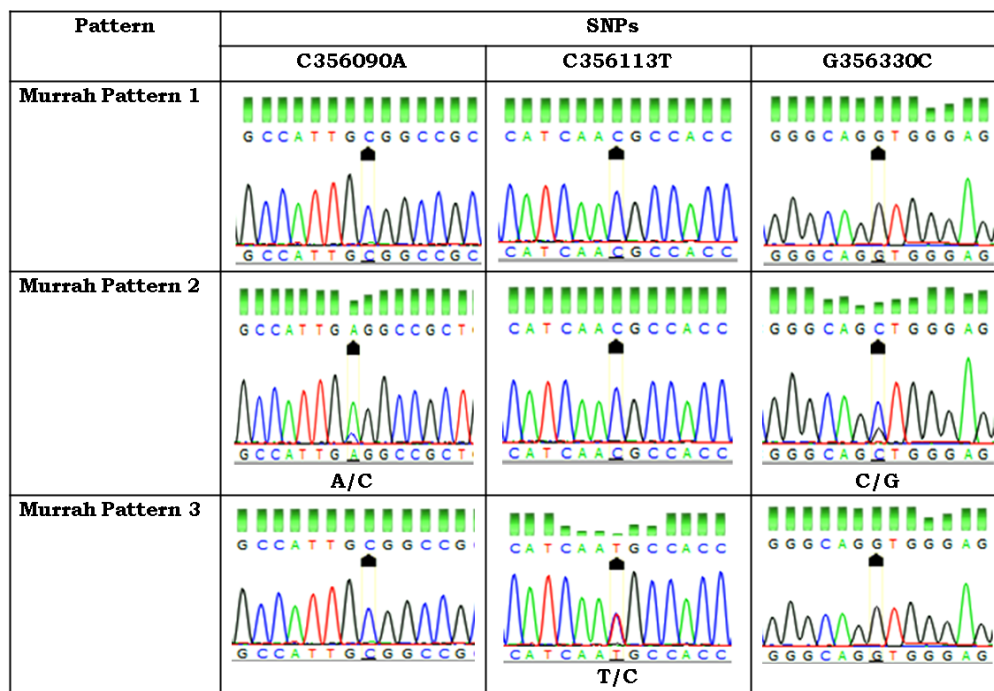 Pattern
SNPs
C356090A
C356113T
G356330C
Murrah Pattern 1
G C C A T T G C G G C C G C
C A T C A A C G C C A C C
G G G C A G G T G G G A G
G C C A T T G C G G C C G C
C A T C A A C G C C A C C
G G G C A G G T G G G A G
Murrah Pattern 2
G C C A T T G A G G C C G C T
C A T C A A C G C C A C C
G G G C A G C T G G G A G
G C C A T T G A G G C C G C T
C A T C A A C G C C A C C
G G G C A G C T G G G A G
A/C
C/G
Murrah Pattern 3
G C C A T T G C G G C C G
C A T C A A T G C C A C C
G G G C A G G T G G G A G
G C C A T T G C G G C C G
C A T C A A T G C C A C C
G G G C A G G T G G G A G
T/C